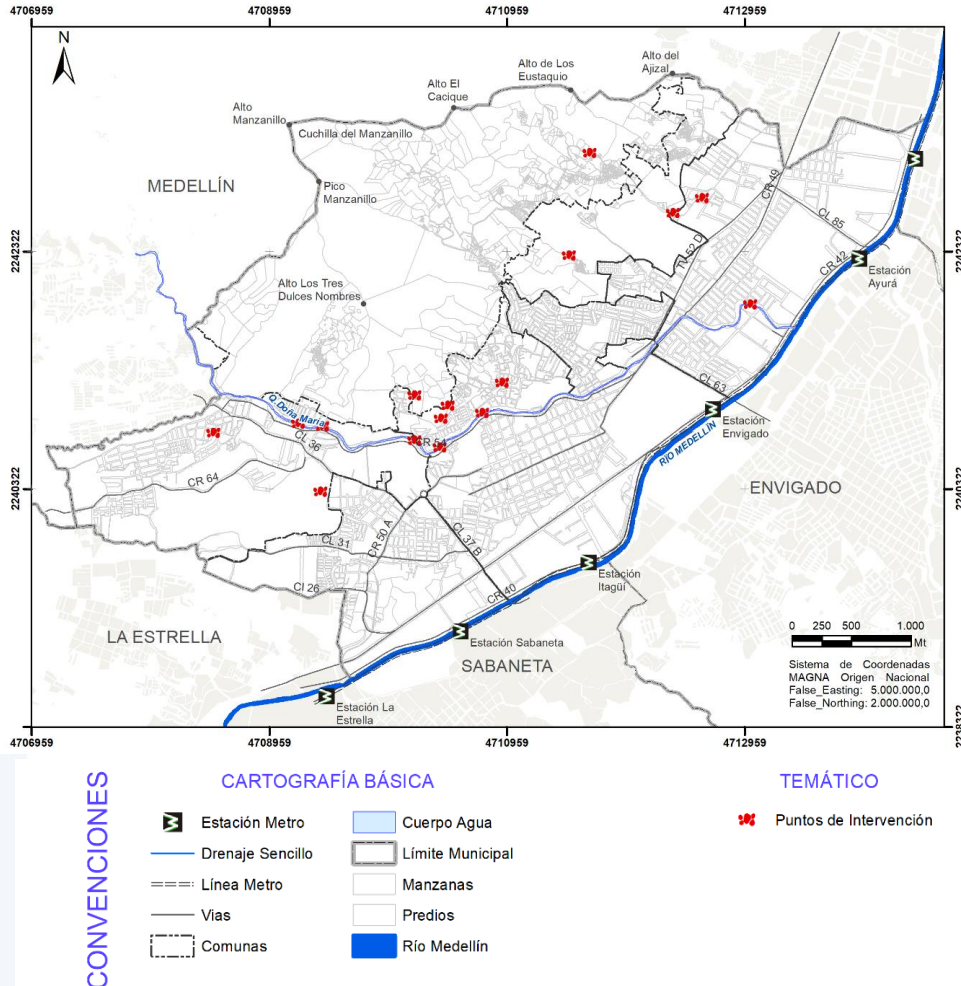 4706959
4708959
4710959
4712959
N
Alto del
Ajizal
Alto de Los
Eustaquio
Alto El
Cacique
Alto
Manzanillo
Cuchilla del Manzanillo
MEDELLÍN
Pico
Manzanillo
CR 49
CL 85
2242322
2242322
TV 52 D
CR 42
Estación
Ayurá
Alto Los Tres
Dulces Nombres
CL 63
Q.Doña María
Estación
Envigado
CL 36
CR 54
RÍO MEDELLÍN
CR 64
2240322
2240322
ENVIGADO
CR 50 A
CL 37 B
CL 31
Cl 26
CR 40
Estación
Itagüí
LA ESTRELLA
Estación Sabaneta
SABANETA
0 250 500 1.000
Mt
Sistema de Coordenadas
MAGNA Origen Nacional
False_Easting: 5.000.000,0
False_Northing: 2.000.000,0
Estación La
Estrella
2238322
4706959
4708959
4710959
4712959
CONVENCIONES
CARTOGRAFÍA BÁSICA
TEMÁTICO
Estación Metro
Cuerpo Agua
Puntos de Intervención
Drenaje Sencillo
Límite Municipal
Línea Metro
Manzanas
Vias
Predios
Comunas
Río Medellín